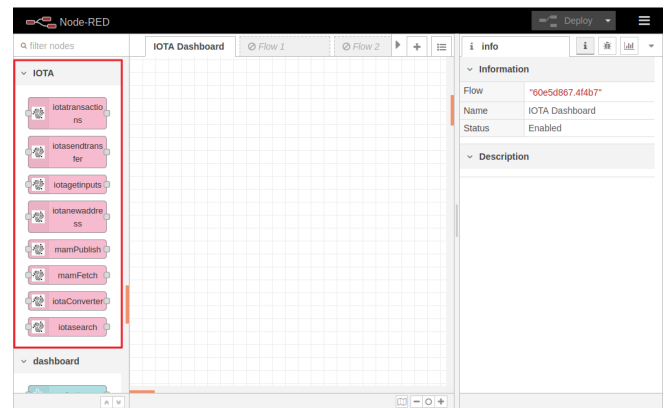 Node-RED
Deploy
filter nodes
IOTA Dashboard
Flow 1
Flow 2
i info
i
IOTA
iotatransactio
ns
iotasendtrans
fer
iotagetinputs
iotanewaddre
ss
mamPublish
mamFetch
iotaConverter
iotasearch
dashboard
Information
Flow "60e5d867.4f4b7"
Name IOTA Dashboard
Status Enabled
Description